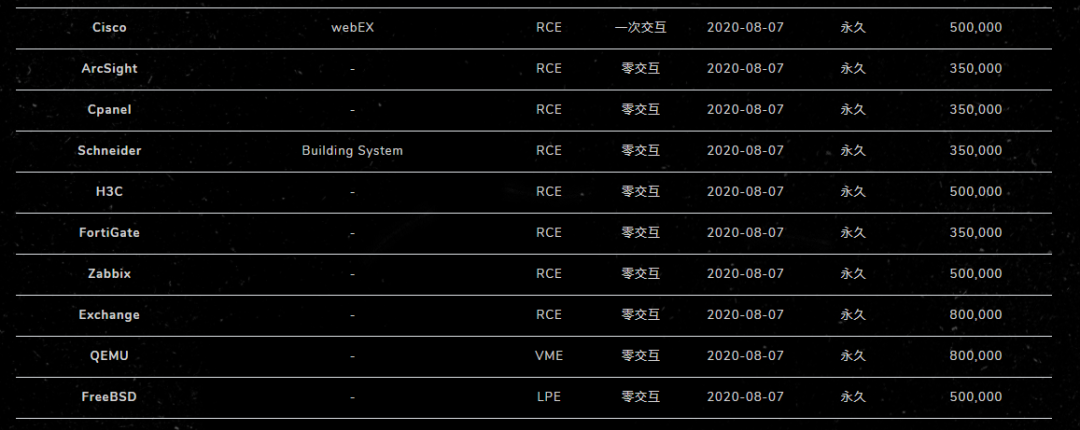 Cisco webEX RCE 一次交互 2020-08-07 永久 500,000
ArcSight - RCE 零交互 2020-08-07 永久 350,000
Cpanel - RCE 零交互 2020-08-07 永久 350,000
Schneider Building System RCE 零交互 2020-08-07 永久 350,000
H3C - RCE 零交互 2020-08-07 永久 500,000
FortiGate - RCE 零交互 2020-08-07 永久 350,000
Zabbix - RCE 零交互 2020-08-07 永久 500,000
Exchange - RCE 零交互 2020-08-07 永久 800,000
QEMU - VME 零交互 2020-08-07 永久 800,000
FreeBSD - LPE 零交互 2020-08-07 永久 500,000